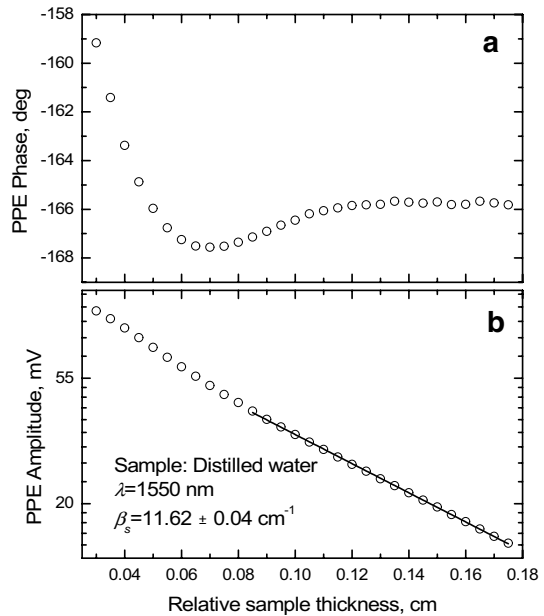 a
-158
-160
-162
-164
-166
-168
PPE Phase, deg
b
55
20
PPE Amplitude, mV
Sample: Distilled water
λ=1550 nm
βs=11.62 ± 0.04 cm-1
0.04 0.06 0.08 0.10 0.12 0.14 0.16 0.18
Relative sample thickness, cm